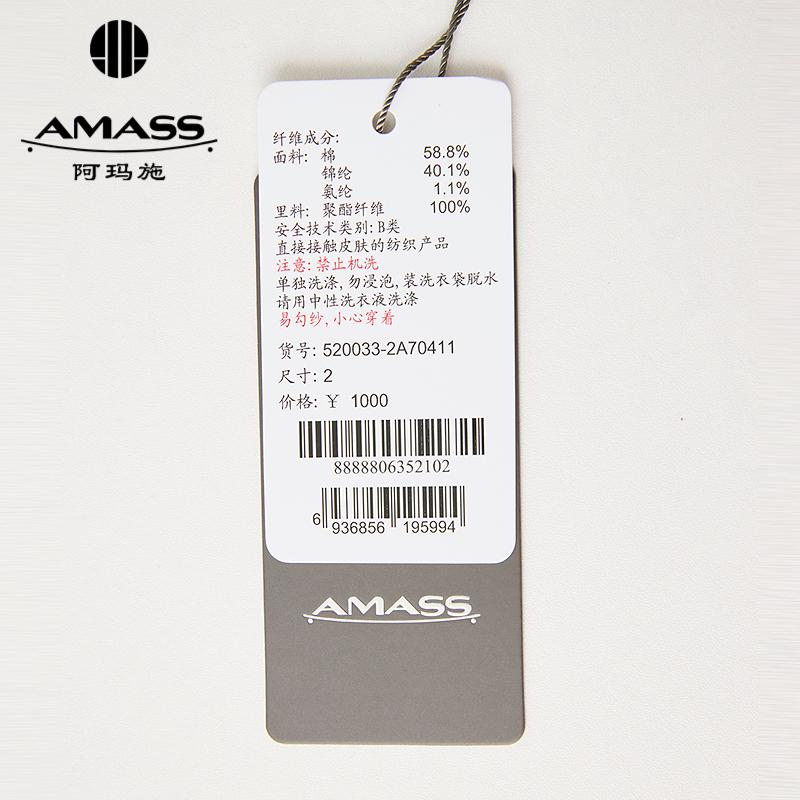 AMASS
阿玛施
纤维成分:
面料: 棉 58.8%
锦纶 40.1%
氨纶 1.1%
里料: 聚酯纤维 100%
安全技术类别: B类
直接接触皮肤的纺织产品
注意: 禁止机洗
单独洗涤, 勿浸泡, 装洗衣袋脱水
请用中性洗衣液洗涤
易勾纱, 小心穿着
货号: 520033-2A70411
尺寸: 2
价格: ¥ 1000
8888806352102
6 936856 195994
AMASS